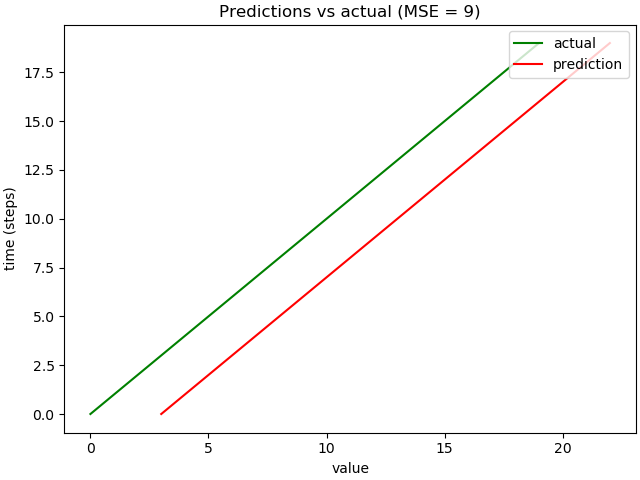 Predictions vs actual (MSE = 9)
actual
prediction
time (steps)
17.5
15.0
12.5
10.0
7.5
5.0
2.5
0.0
0 5 10 15 20
value